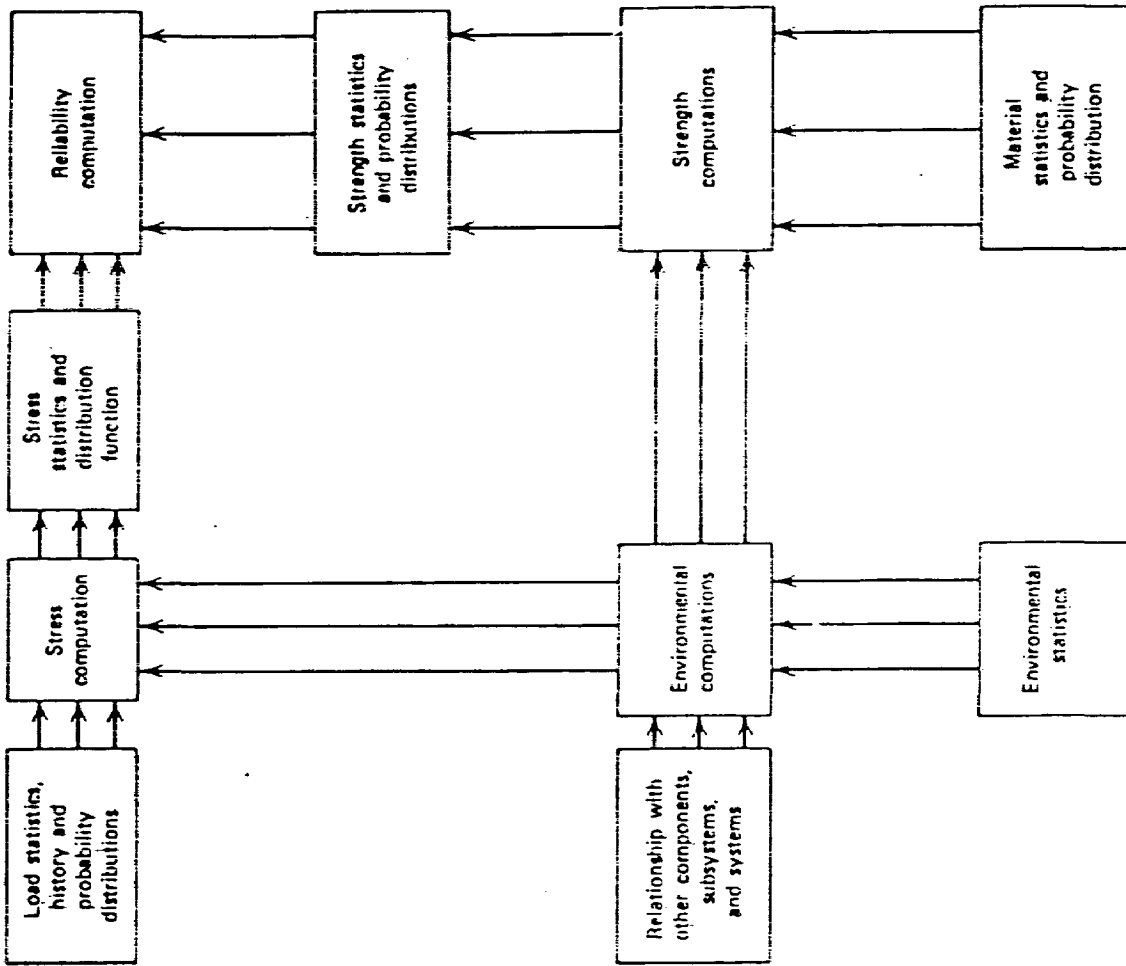 Load statistics,
history and
probability
distributions
Stress
computation
Stress
statistics and
distribution
function
Reliability
computation
Strength statistics
and probability
distributions
Relationship with
other components,
subsystems,
and systems
Environmental
computations
Strength
computations
Environmental
statistics
Material
statistics and
probability
distribution